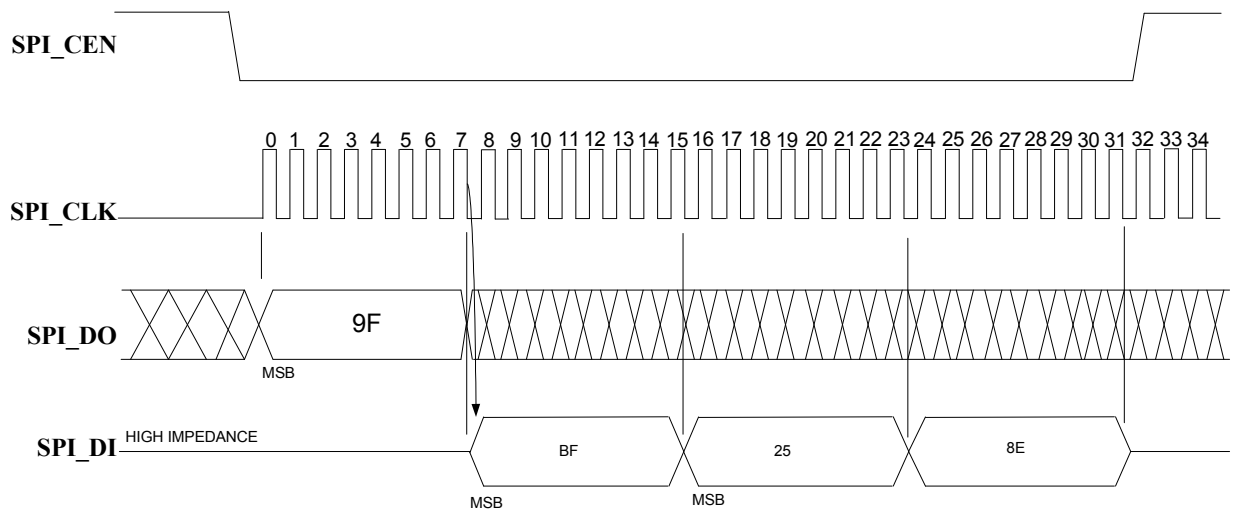 SPI_CEN
0 1 2 3 4 5 6 7 8 9 10 11 12 13 14 15 16 17 18 19 20 21 22 23 24 25 26 27 28 29 30 31 32 33 34
SPI_CLK
SPI_DO
9F
MSB
SPI_DI
HIGH IMPEDANCE
BF
25
8E
MSB
MSB